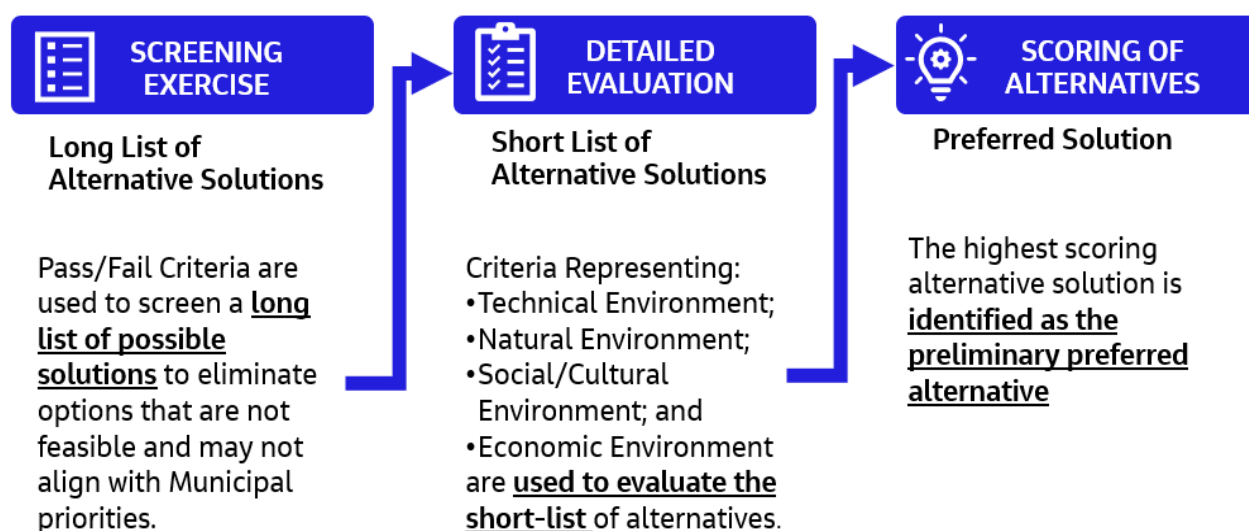 SCREENING
EXERCISE
Long List of
Alternative Solutions
Pass/Fail Criteria are
used to screen a long
list of possible
solutions to eliminate
options that are not
feasible and may not
align with Municipal
priorities.
DETAILED
EVALUATION
Short List of
Alternative Solutions
Criteria Representing:
•Technical Environment;
•Natural Environment;
•Social/Cultural
Environment; and
•Economic Environment
are used to evaluate the
short-list of alternatives.
SCORING OF
ALTERNATIVES
Preferred Solution
The highest scoring
alternative solution is
identified as the
preliminary preferred
alternative